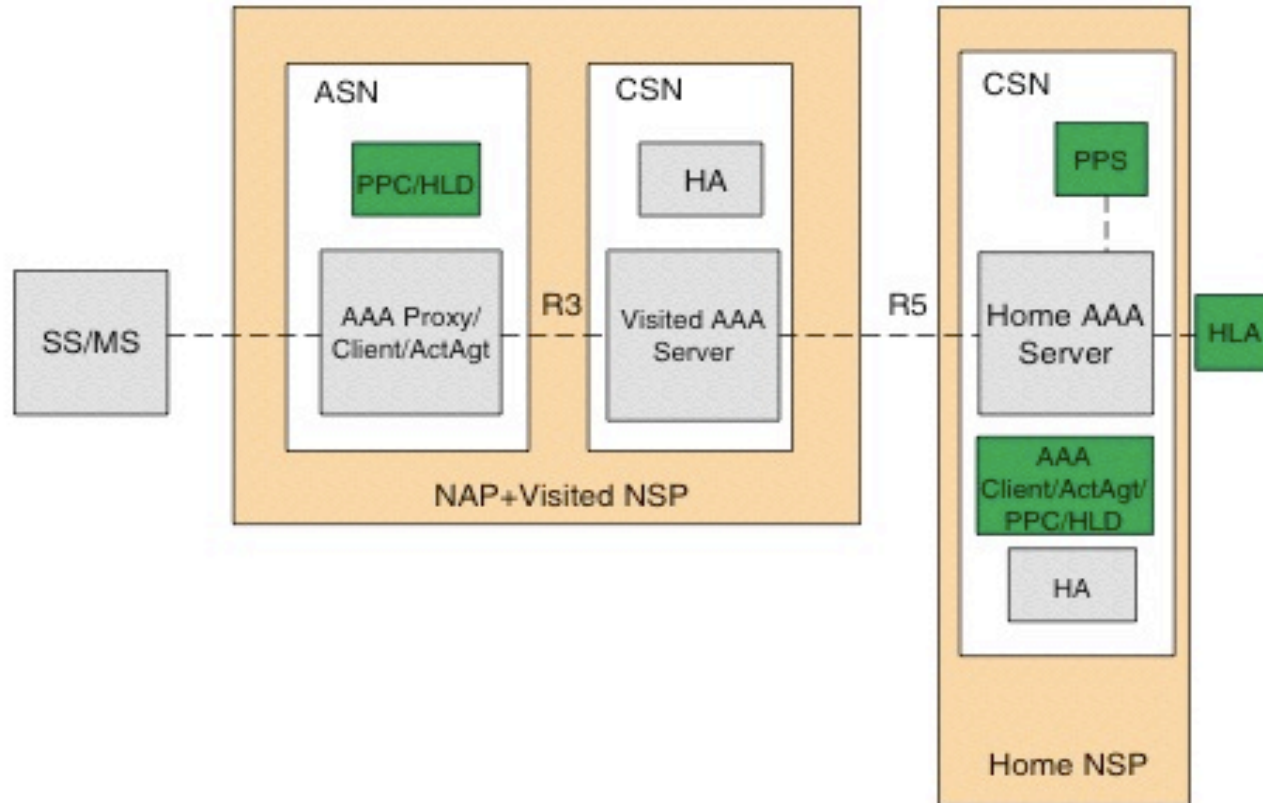 ASN
CSN
CSN
PPC/HLD
HA
PPS
SS/MS
AAA Proxy/
Client/ActAgt
R3
Visited AAA
Server
R5
Home AAA
Server
HLA
AAA
Client/ActAgt/
PPC/HLD
HA
NAP+Visited NSP
Home NSP